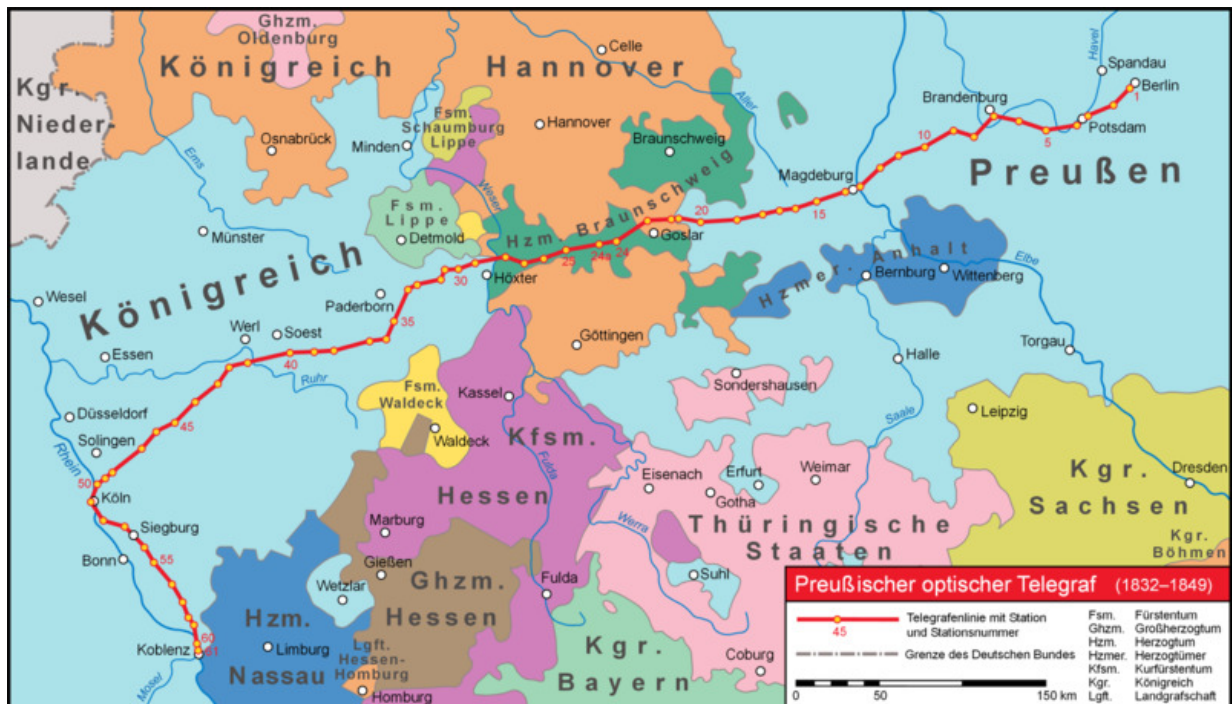 Ghzm.
Oldenburg
Königreich
Hannover
Kgr.
Nieder-
lande
Celle
Aller
Havel
Spandau
Berlin
1
Brandenburg
Potsdam
5
10
Fsm.
Schaumburg
Lippe
Hannover
Osnabrück
Minden
Ems
Braunschweig
Magdeburg
Preußen
Weser
Fsm.
Lippe
Detmold
Hzm. Braunschweig
15
20
Goslar
24
24a
25
Münster
Königreich
Höxter
30
Hzmer. Anhalt
Bernburg
Wittenberg
Elbe
Wesel
Paderborn
35
Werl
Soest
40
Göttingen
Essen
Ruhr
Halle
Torgau
Sondershausen
Saale
Leipzig
Kassel
Fsm.
Waldeck
Waldeck
Düsseldorf
45
Solingen
Rhein
50
Köln
Kfsm.
Hessen
Fulda
Eisenach
Erfurt
Weimar
Gotha
Kgr.
Sachsen
Dresden
Siegburg
Bonn
55
Marburg
Werra
Thüringische
Staaten
Kgr.
Böhmen
Gießen
Wetzlar
Ghzm.
Hessen
Fulda
Suhl
Hzm.
Nassau
Limburg
60
Koblenz
61
Mosel
Lgft.
Hessen-
Homburg
Homburg
Kgr.
Bayern
Coburg
Preußischer optischer Telegraf (1832–1849)
45
Telegrafenlinie mit Station
und Stationsnummer
Grenze des Deutschen Bundes
0 50 150 km
Fsm. Fürstentum
Ghzm. Großherzogtum
Hzm. Herzogtum
Hzmer. Herzogtümer
Kfsm. Kurfürstentum
Kgr. Königreich
Lgft. Landgrafschaft